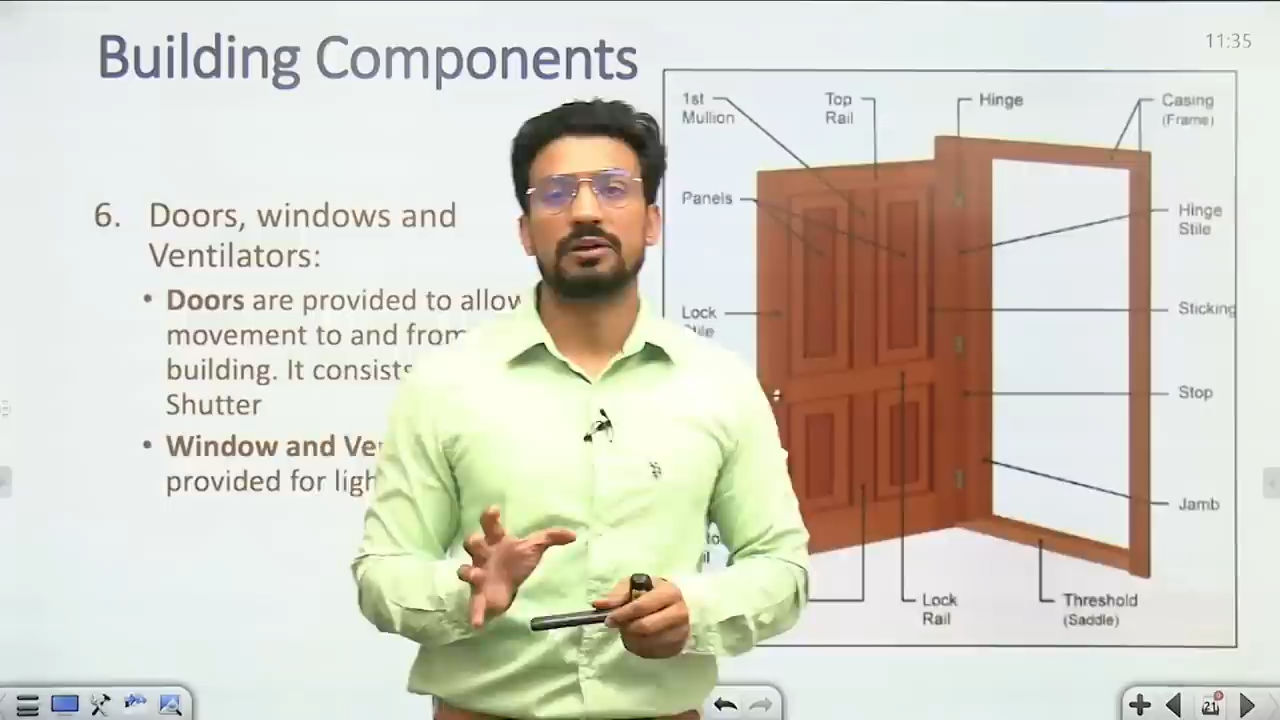 Building Components
11:35
6. Doors, windows and
Ventilators:
• Doors are provided to allow
movement to and from
building. It consists
Shutter
• Window and Ve
provided for ligh
1st
Mullion
Top
Rail
Hinge
Casing
(Frame)
Panels
Hinge
Stile
Lock
Stile
Sticking
Stop
Jamb
Lock
Rail
Threshold
(Saddle)
21